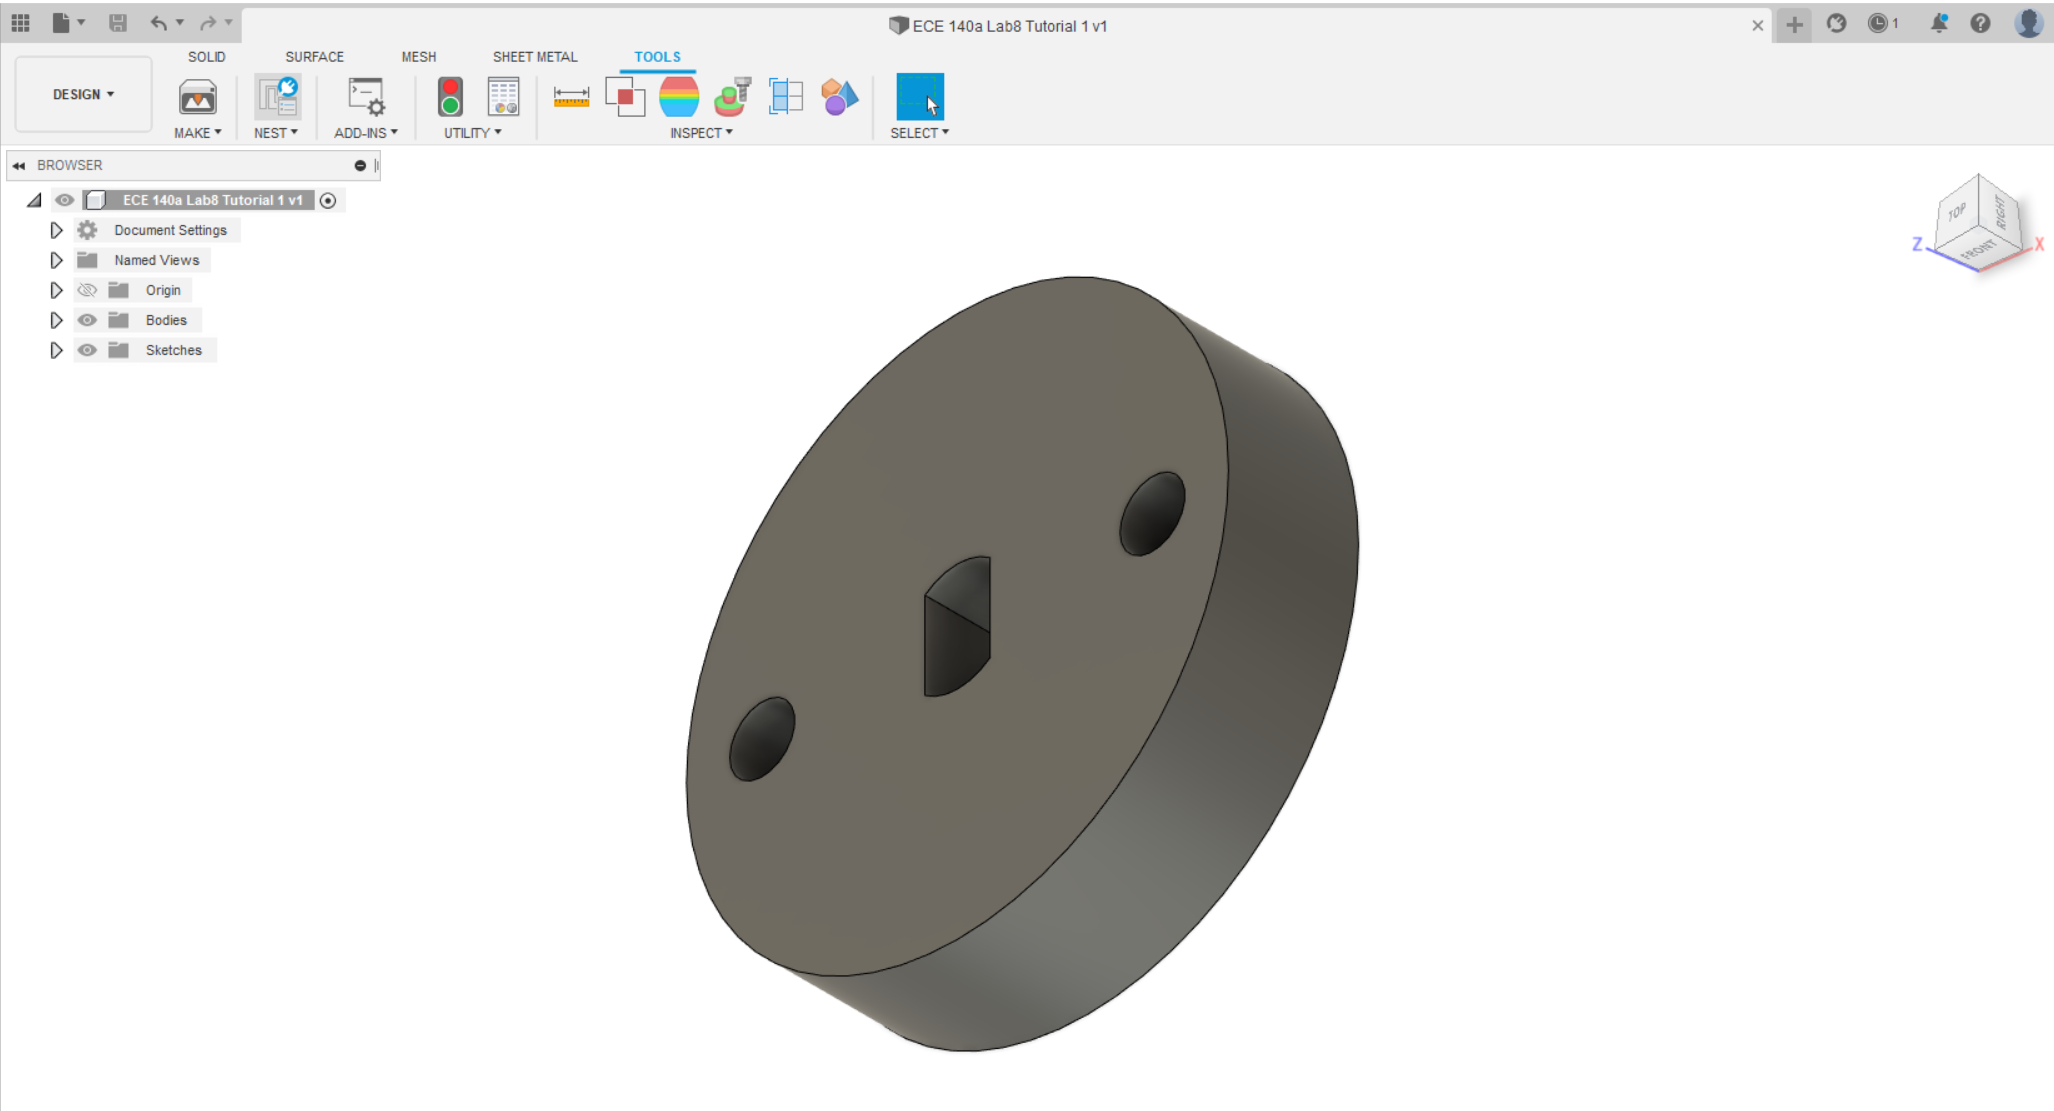 ECE 140a Lab8 Tutorial 1 v1
1
SOLID SURFACE MESH SHEET METAL TOOLS
DESIGN
MAKE NEST ADD-INS UTILITY INSPECT SELECT
BROWSER
ECE 140a Lab8 Tutorial 1 v1
Document Settings
Named Views
Origin
Bodies
Sketches
TOP RIGHT
FRONT
Z X